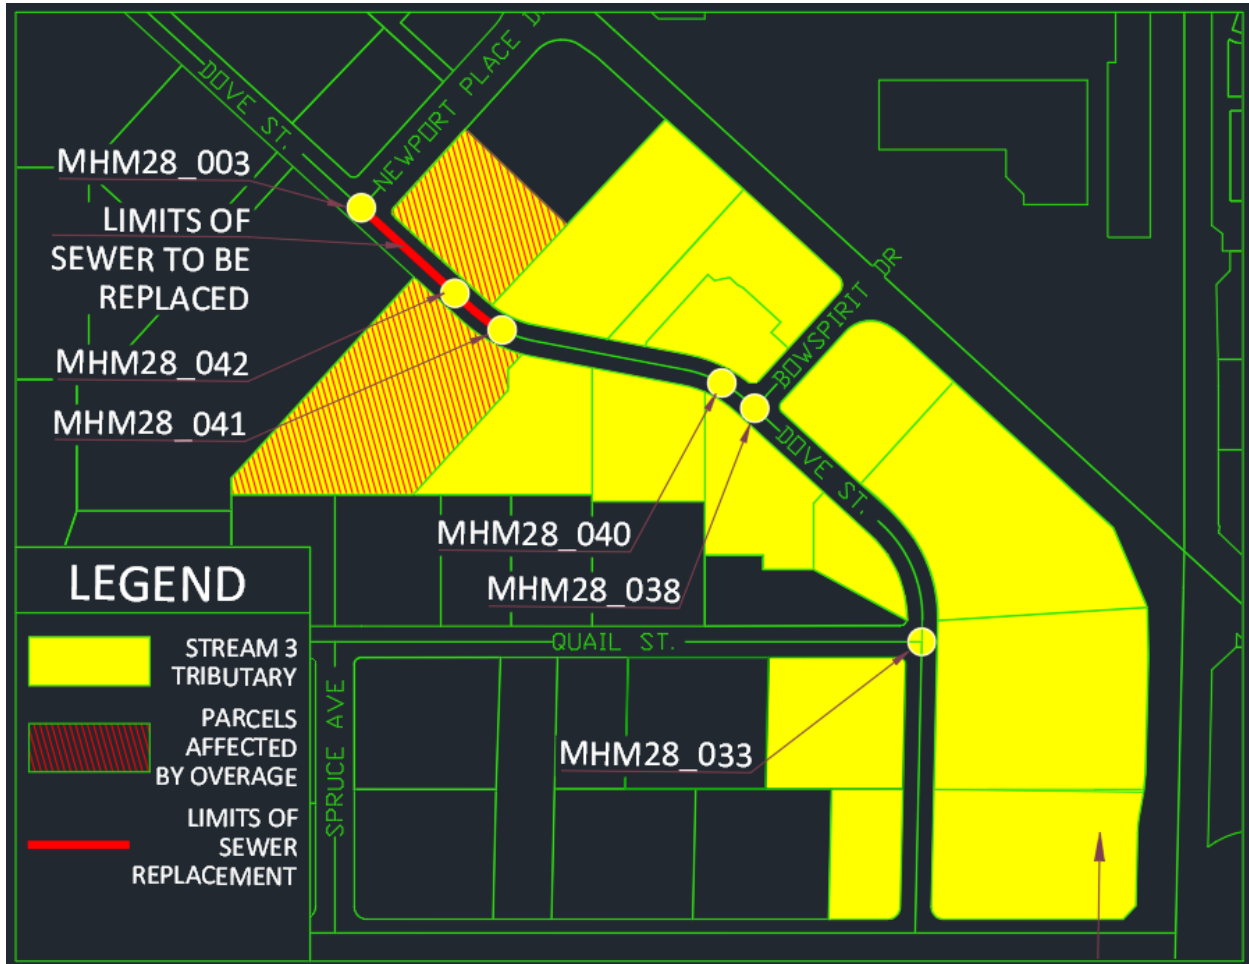 DOVE ST.
NEWPORT PLACE DR
MHM28_003
LIMITS OF
SEWER TO BE
REPLACED
MHM28_042
MHM28_041
BOWSPIRIT DR
DOVE ST.
MHM28_040
MHM28_038
QUAIL ST.
SPRUCE AVE
MHM28_033
LEGEND
STREAM 3
TRIBUTARY
PARCELS
AFFECTED
BY OVERAGE
LIMITS OF
SEWER
REPLACEMENT